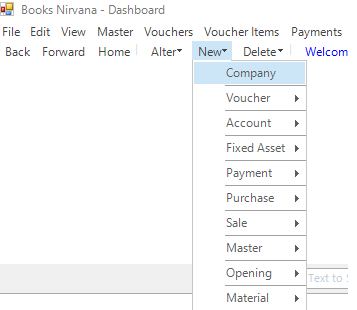 Books Nirvana - Dashboard
File Edit View Master Vouchers Voucher Items Payments
Back Forward Home Alter New Delete Welcom
Company
Voucher
Account
Fixed Asset
Payment
Purchase
Sale
Master
Opening
Text to S
Material